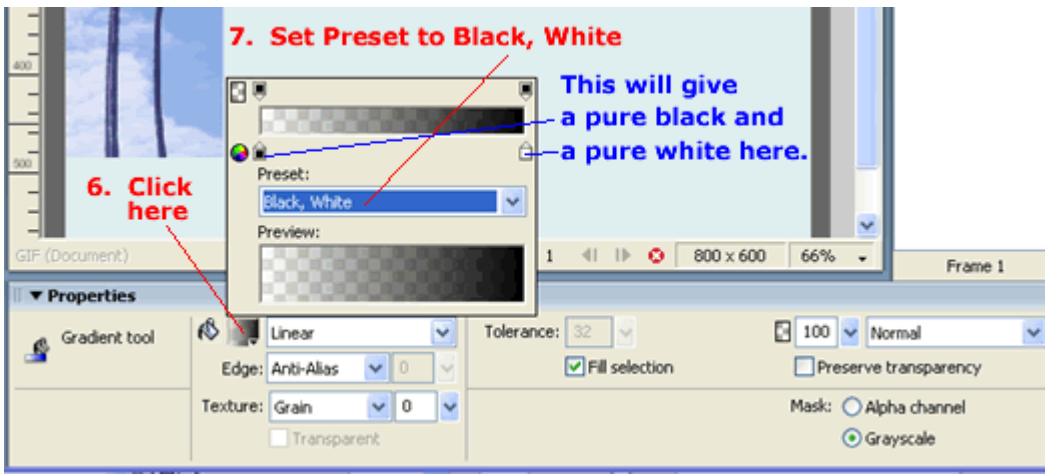 7. Set Preset to Black, White
400
This will give
a pure black and
a pure white here.
500
6. Click
here
Preset:
Black, White
Preview:
GIF (Document)
1
800 x 600
66%
Frame 1
Properties
Gradient tool
Linear
Tolerance: 32
100
Normal
Edge: Anti-Alias 0
Fill selection
Preserve transparency
Texture: Grain 0
Mask: Alpha channel
Transparent
Grayscale